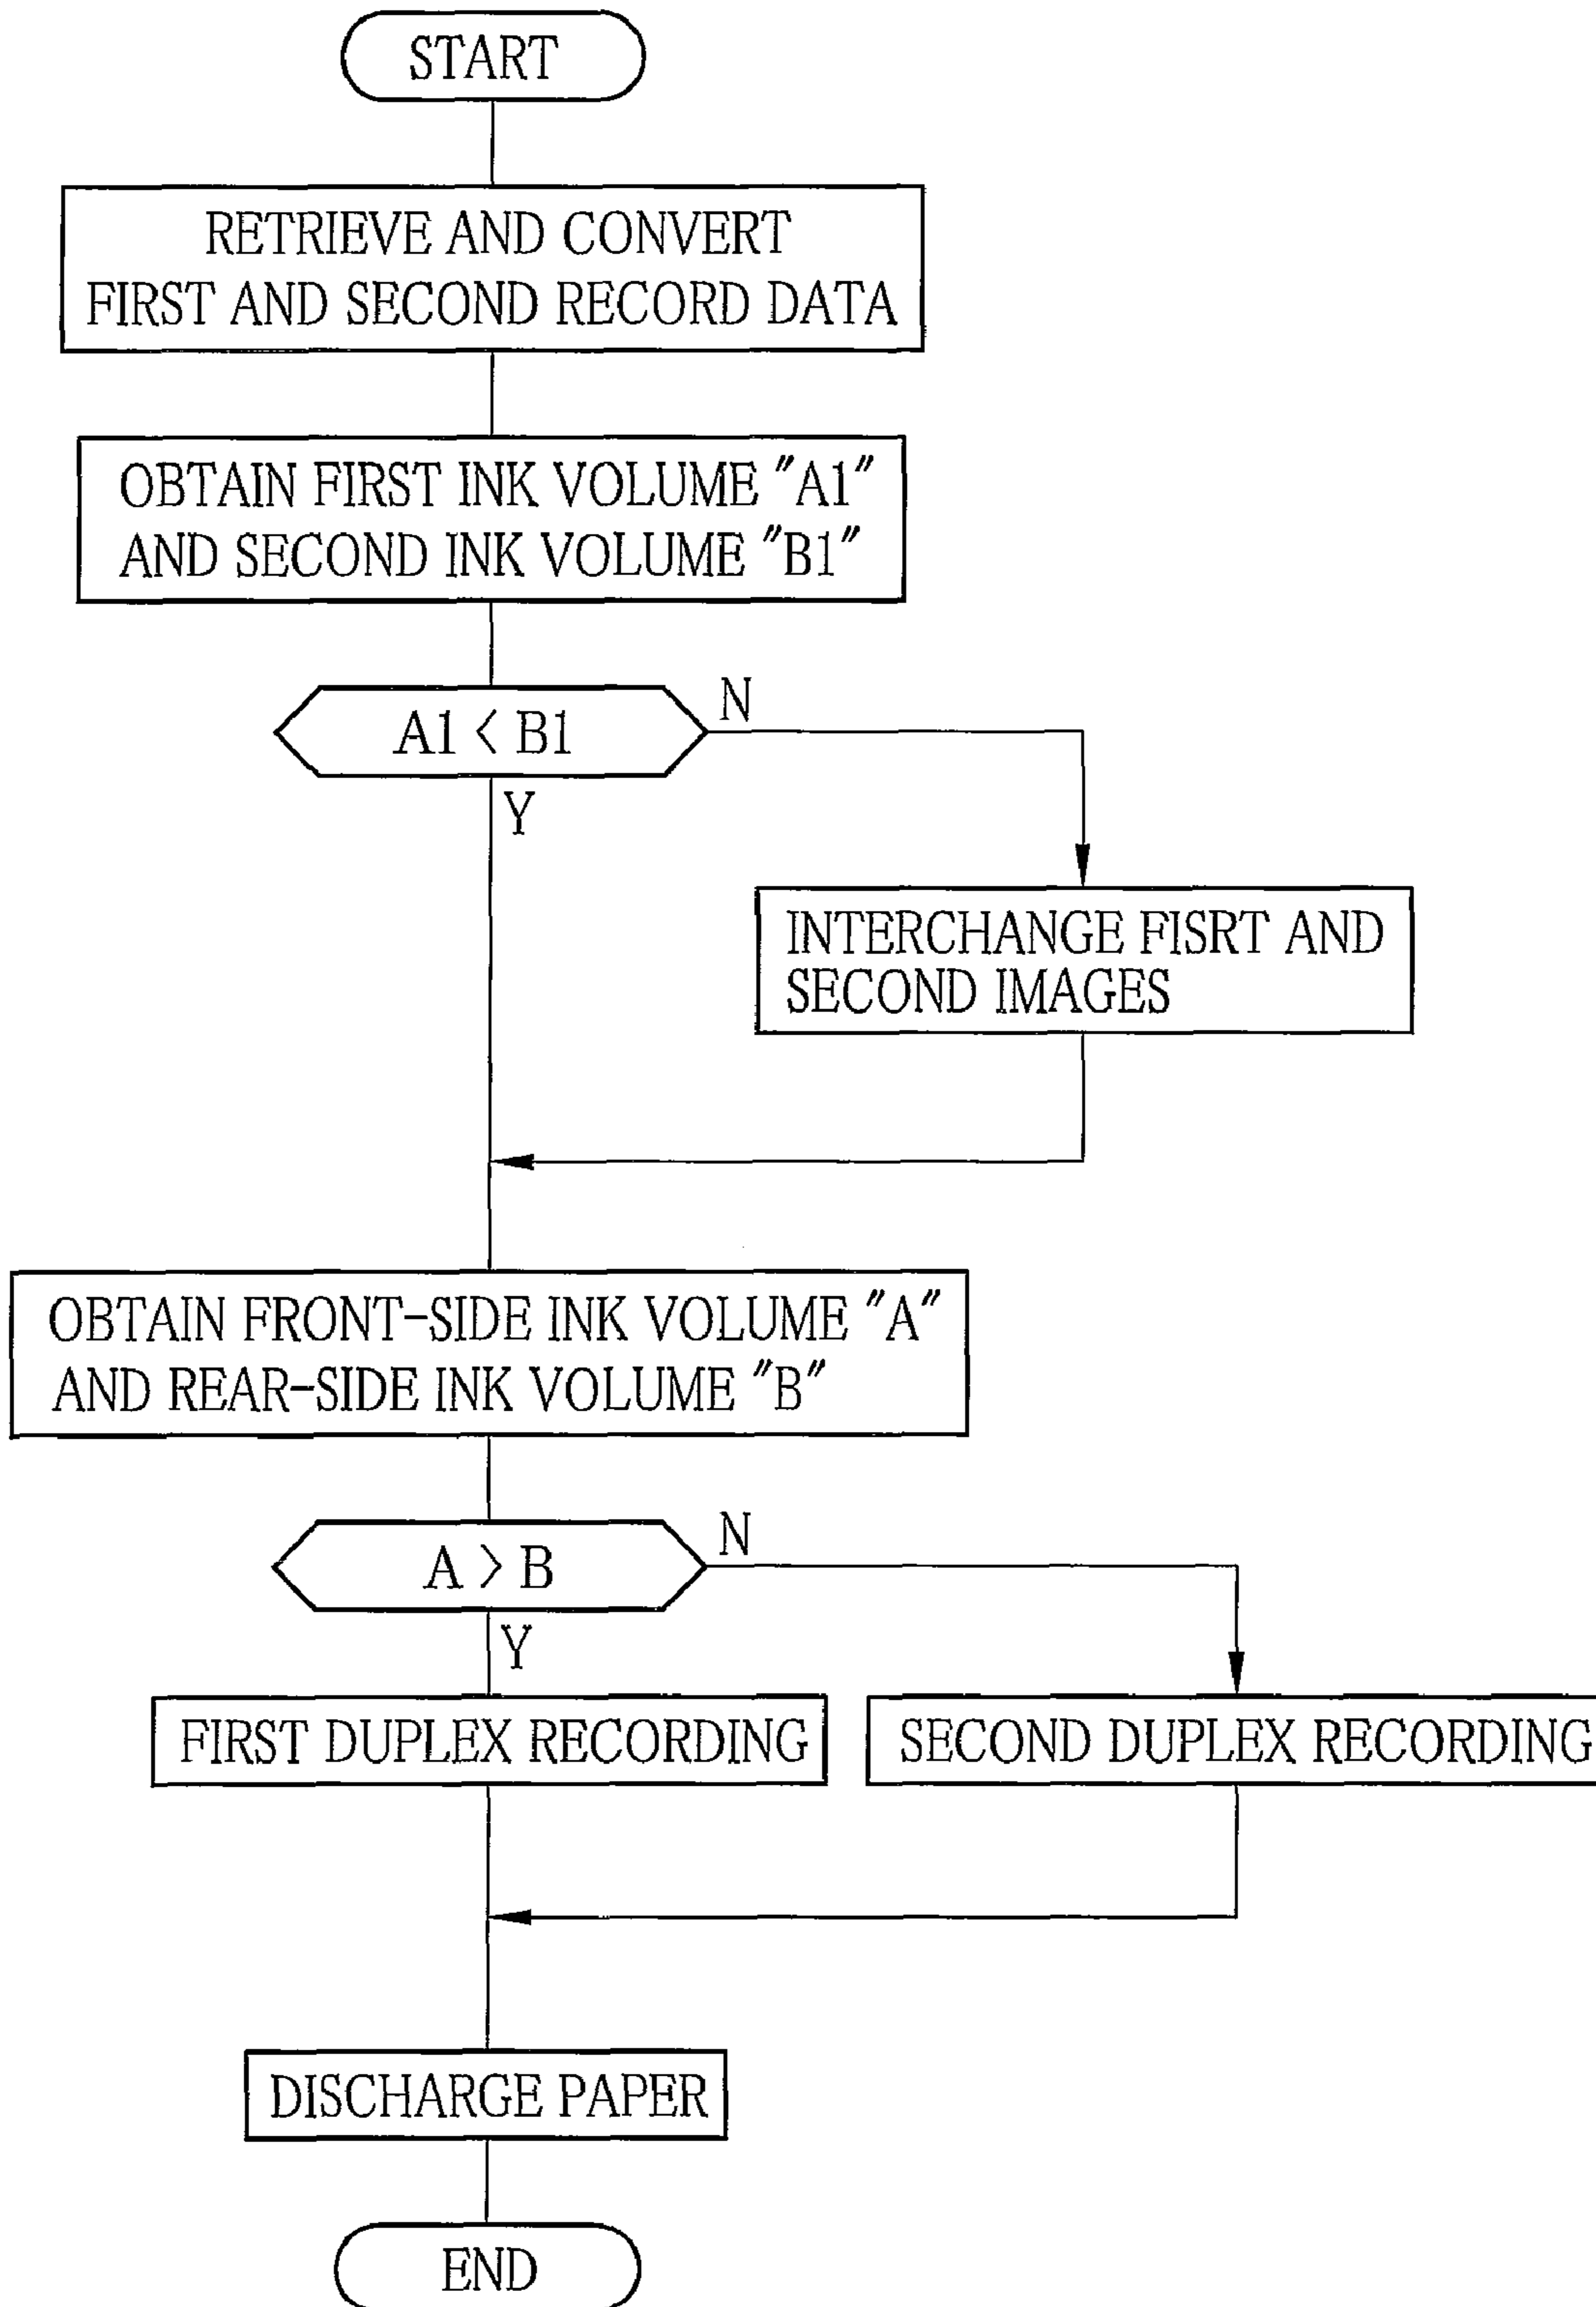 START
RETRIEVE AND CONVERT
FIRST AND SECOND RECORD DATA
OBTAIN FIRST INK VOLUME "A1"
AND SECOND INK VOLUME "B1"
A1 < B1
N
Y
INTERCHANGE FISRT AND
SECOND IMAGES
OBTAIN FRONT-SIDE INK VOLUME "A"
AND REAR-SIDE INK VOLUME "B"
A > B
N
Y
FIRST DUPLEX RECORDING
SECOND DUPLEX RECORDING
DISCHARGE PAPER
END